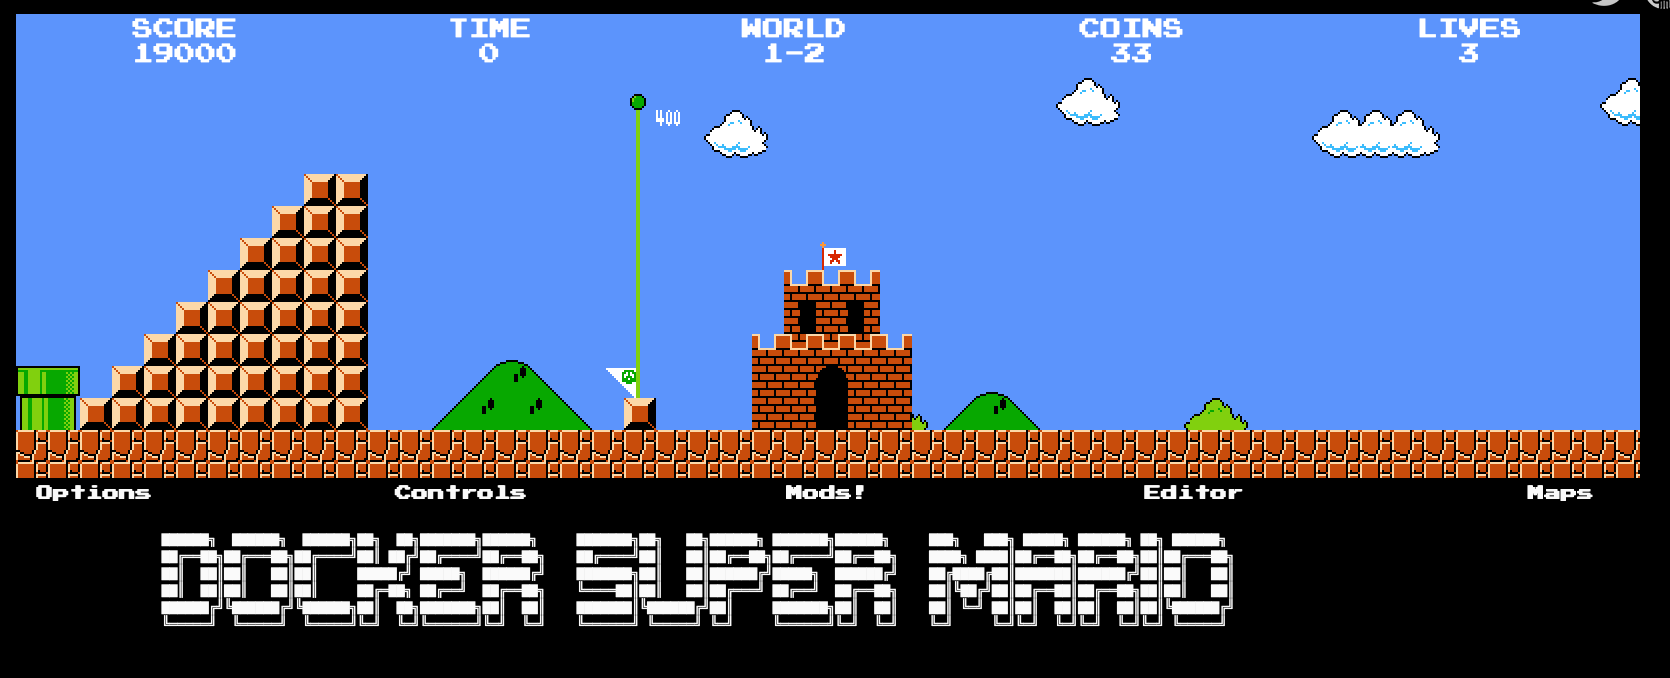 SCORE TIME WORLD COINS LIVES
19000 0 1-2 33 3
400
Options Controls Mods! Editor Maps
DOCKER SUPER MARIO